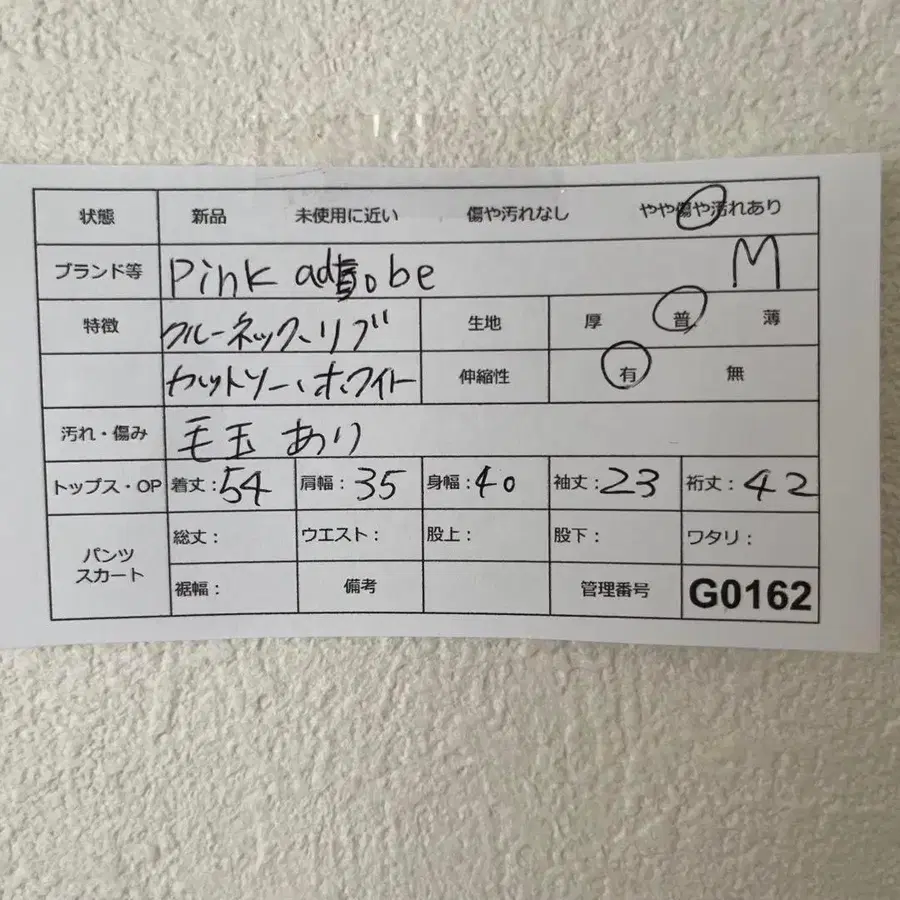 状態 新品 未使用に近い 傷や汚れなし やや傷や汚れあり
ブランド等 Pink adobe M
特徴 クルーネック、リブ 生地 厚 普 薄
カットソー、ホワイト 伸縮性 有 無
汚れ・傷み 毛玉 あり
トップス・OP 着丈:54 肩幅:35 身幅:40 袖丈:23 裄丈:42
パンツ スカート 総丈: ウエスト: 股上: 股下: ワタリ:
裾幅: 備考 管理番号 G0162